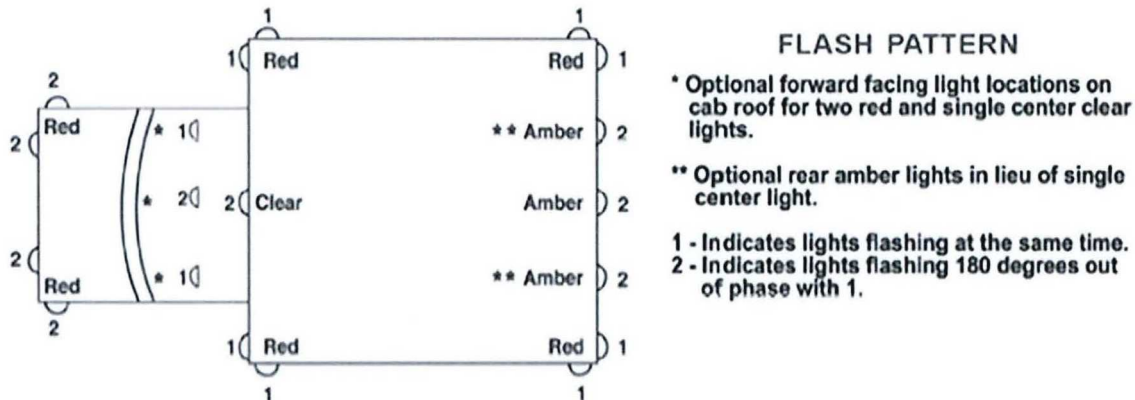 1 1
1 Red Red 1
2
Red
2
* 1
** Amber 2
* 2
2 Clear
Amber 2
* 1
** Amber 2
2
Red
2
1 Red Red 1
1 1
FLASH PATTERN
* Optional forward facing light locations on
cab roof for two red and single center clear
lights.
** Optional rear amber lights in lieu of single
center light.
1 - Indicates lights flashing at the same time.
2 - Indicates lights flashing 180 degrees out
of phase with 1.